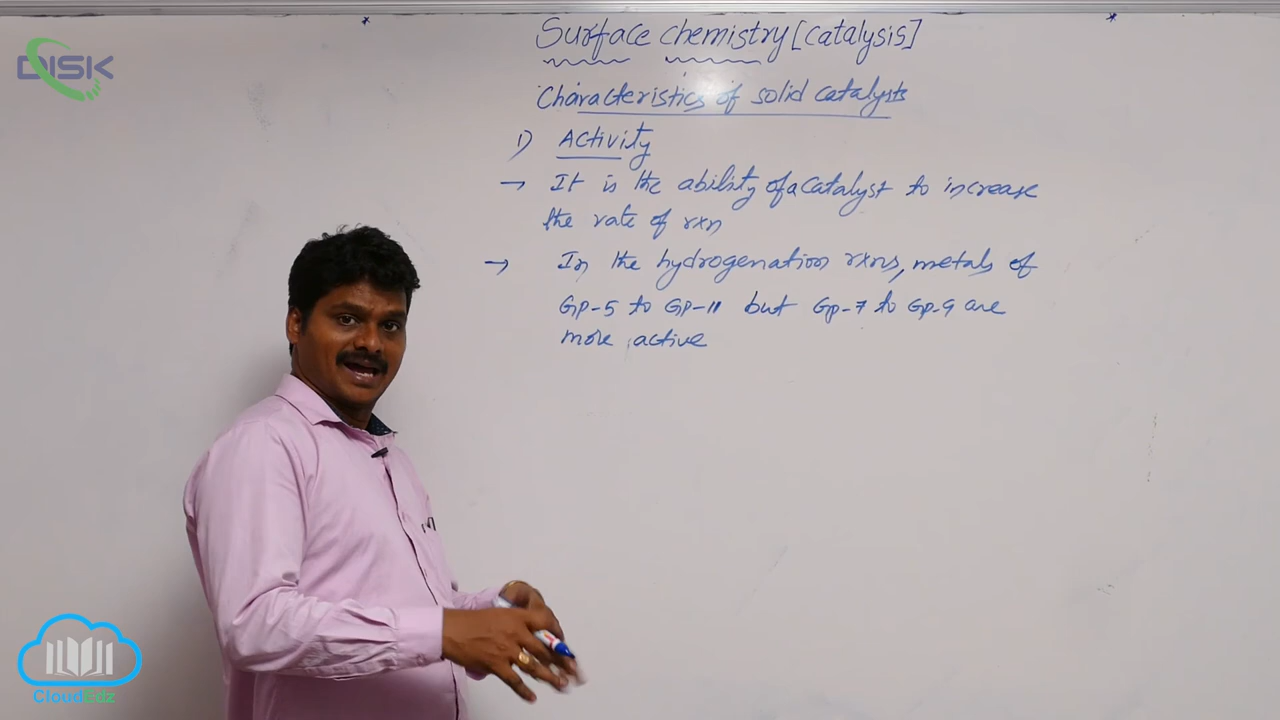 DISK
Surface chemistry [catalysis]
Characteristics of solid catalysts
1) Activity
→ It is the ability of a catalyst to increase
the rate of rxn
→ In the hydrogenation rxns, metals of
GP-5 to GP-11 but Gp-7 to Gp-9 are
more active
CloudEdz